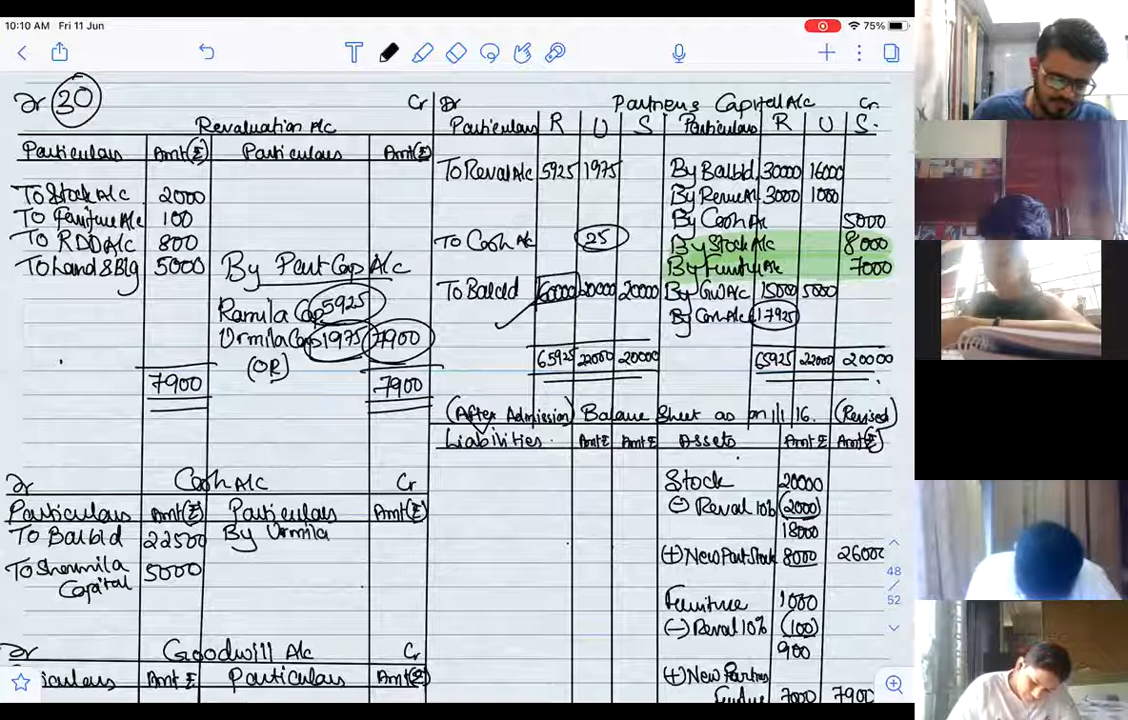 10:10 AM Fri 11 Jun
75%
Dr 30 Cr
Revaluation A/c
Particulars Amt(₹) Particulars Amt(₹)
To Stock A/c 2000
To Furniture A/c 100
To RDD A/c 800
To Land & Blg 5000 By Part Cap A/c
Ramila Cap 5925
Urmila Cap 1975 7900
(OR)
7900 7900
Dr Cash A/c Cr
Particulars Amt(₹) Particulars Amt(₹)
To Bal b/d 22500 By Urmila
To Sharmila 5000
Capital
Dr Goodwill A/c Cr
iculars Amt ₹ Particulars Amt(₹)
Dr Partners Capital A/c Cr
Particulars R U S Particulars R U S.
To Reval A/c 5925 1975 By Bal b/d 30000 16000
By Reserve A/c 3000 1000
By Cash A/c 5000
To Cash A/c 25 By Stock A/c 8000
By Furnitu A/c 7000
To Bal c/d 60000 20000 20000 By GW A/c 15000 5000
By Cash A/c 17925
65925 22000 20000 65925 22000 20000
(After Admission) Balance Sheet as on 1/1/16. (Revised)
Liabilities. Amt ₹ Amt ₹ Assets Amt ₹ Amt(₹)
Stock 20000
(-) Reval 10% (2000)
18000
(+) New Part Stock 8000 26000
Furniture 1000
(-) Reval 10% (100)
900
(+) New Partner
7000 7900
48
/
52